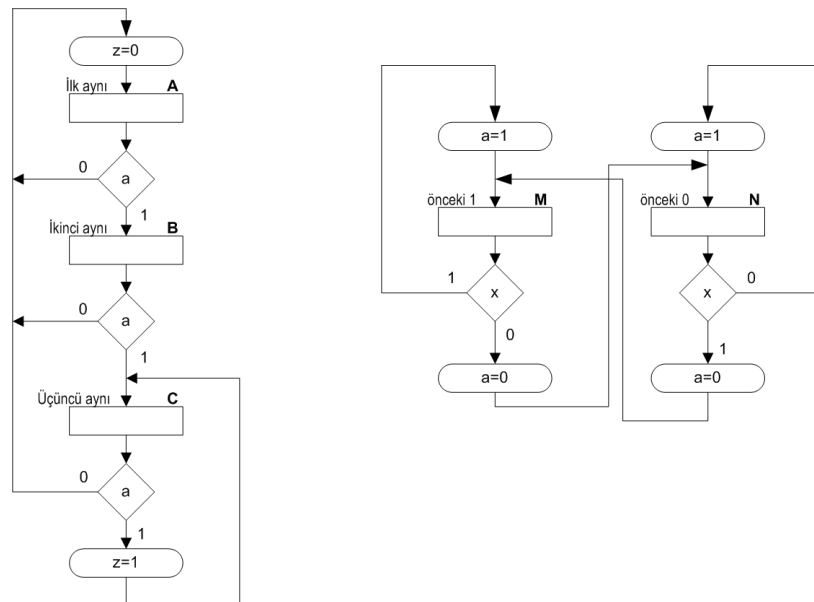 z=0
İlk aynı A
0 a
1
İkinci aynı B
0 a
1
Üçüncü aynı C
0 a
1
z=1
a=1
önceki 1 M
1 x
0
a=0
a=1
önceki 0 N
x 0
1
a=0